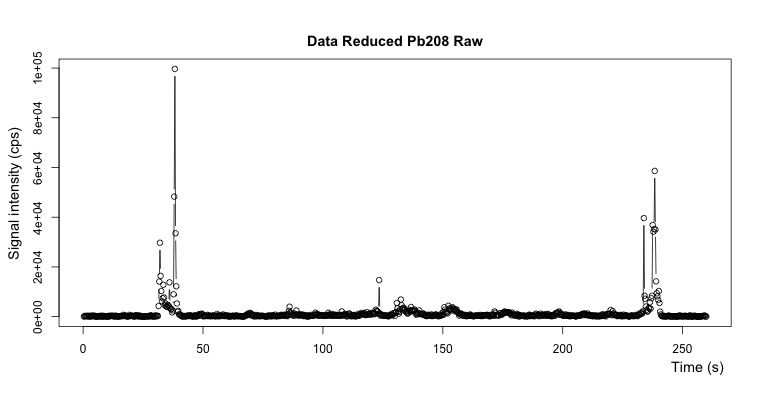 Data Reduced Pb208 Raw
Signal intensity (cps)
1e+05
8e+04
6e+04
4e+04
2e+04
0e+00
0 50 100 150 200 250
Time (s)